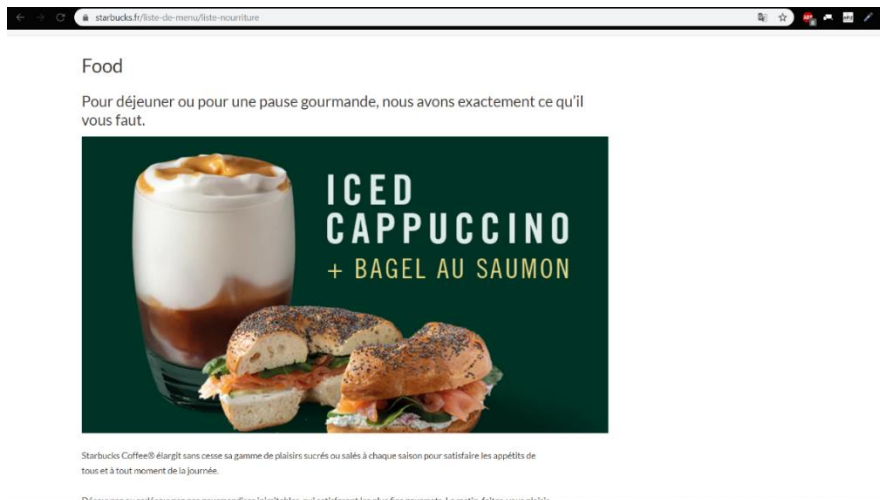 starbucks.fr/liste-de-menu/liste-nourriture
Food
Pour déjeuner ou pour une pause gourmande, nous avons exactement ce qu'il
vous faut.
ICED
CAPPUCCINO
+ BAGEL AU SAUMON
Starbucks Coffee® élargit sans cesse sa gamme de plaisirs sucrés ou salés à chaque saison pour satisfaire les appétits de
tous et à tout moment de la journée.